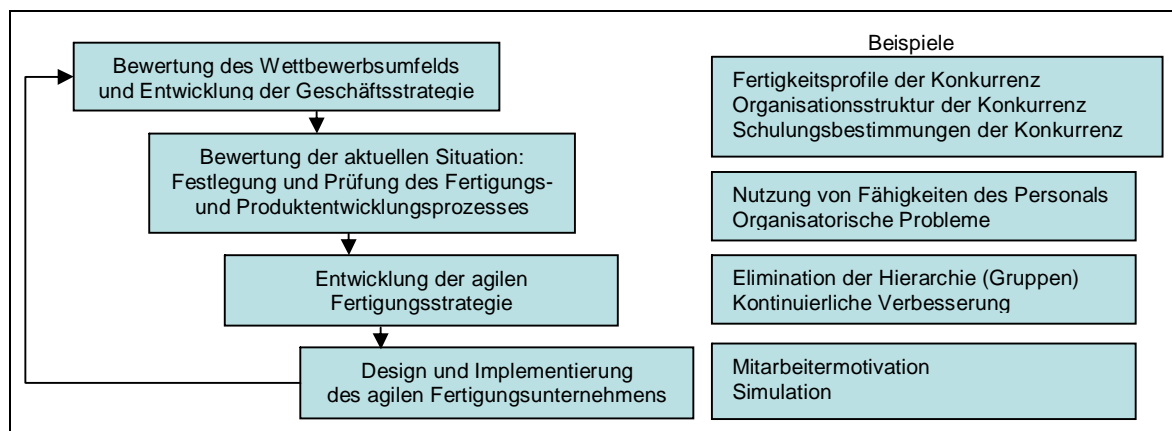 Beispiele
Bewertung des Wettbewerbsumfelds
und Entwicklung der Geschäftsstrategie
Fertigkeitsprofile der Konkurrenz
Organisationsstruktur der Konkurrenz
Schulungsbestimmungen der Konkurrenz
Bewertung der aktuellen Situation:
Festlegung und Prüfung des Fertigungs-
und Produktentwicklungsprozesses
Nutzung von Fähigkeiten des Personals
Organisatorische Probleme
Entwicklung der agilen
Fertigungsstrategie
Elimination der Hierarchie (Gruppen)
Kontinuierliche Verbesserung
Design und Implementierung
des agilen Fertigungsunternehmens
Mitarbeitermotivation
Simulation